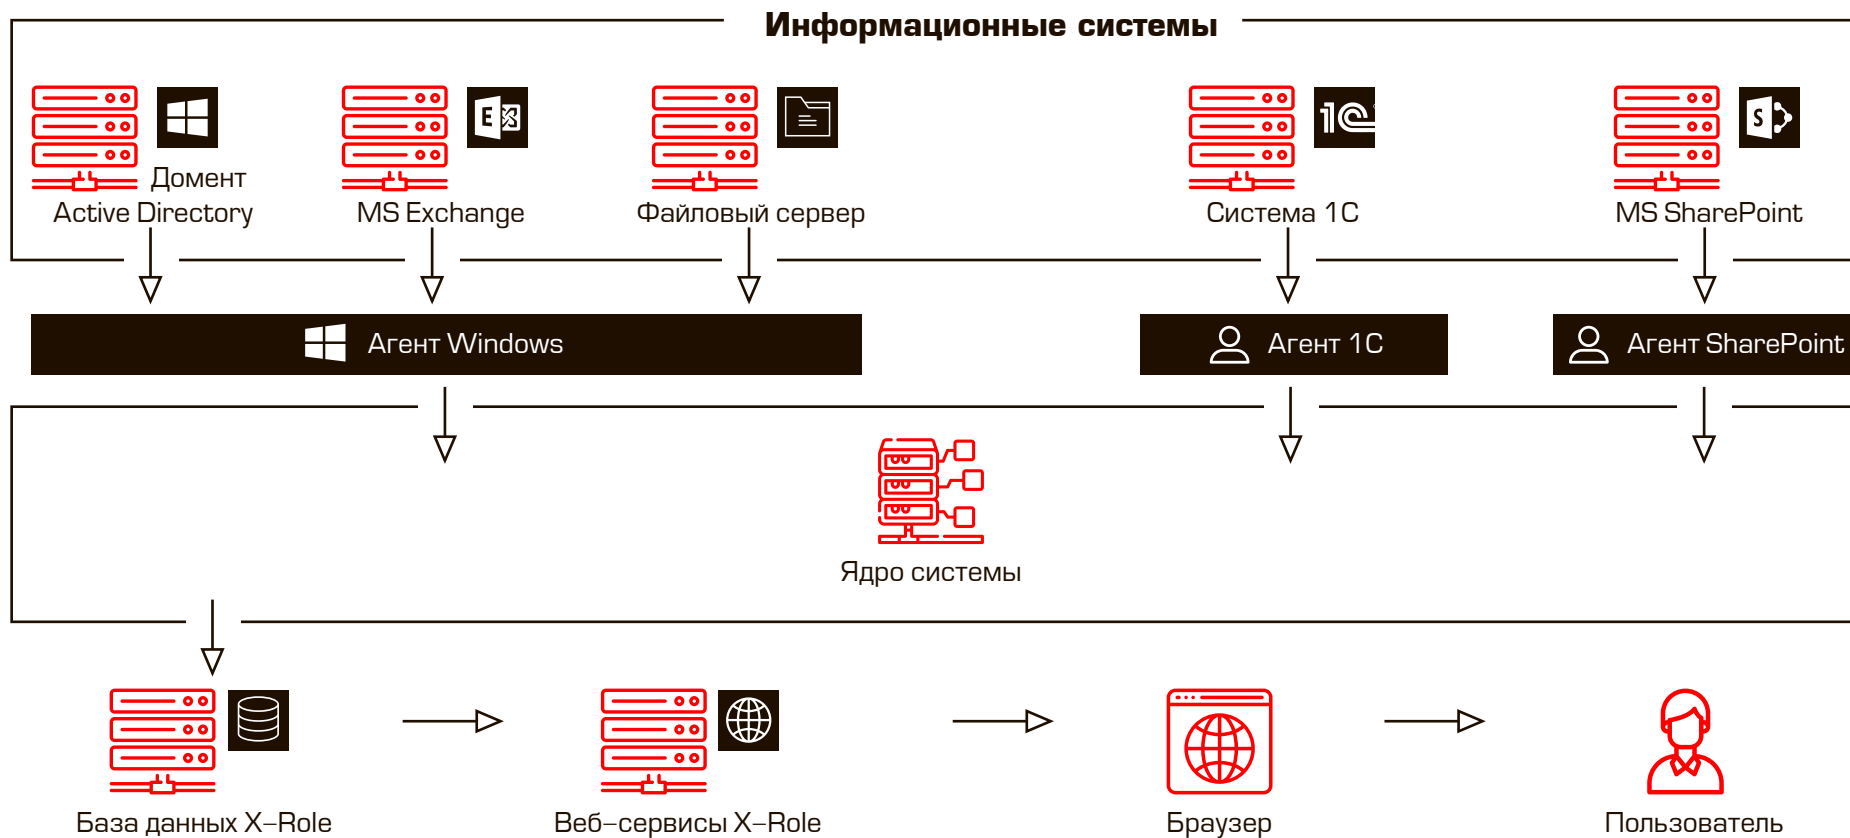 Информационные системы
E
1С
S
Домент
Active Directory
MS Exchange
Файловый сервер
Система 1С
MS SharePoint
Агент Windows
Агент 1С
Агент SharePoint
Ядро системы
База данных X–Role
Веб–сервисы X–Role
Браузер
Пользователь